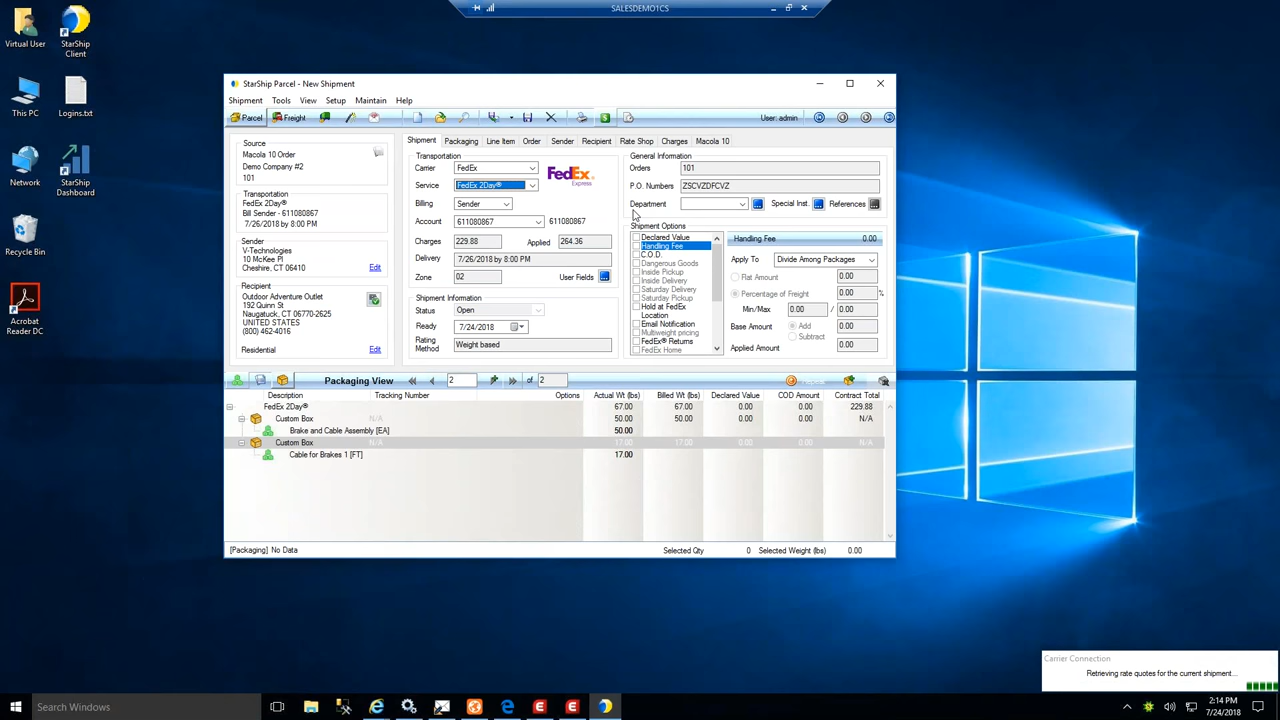 SALESDEMO1CS
Virtual User
StarShip Client
This PC
Logins.txt
Network
StarShip Dashboard
Recycle Bin
Acrobat Reader DC
StarShip Parcel - New Shipment
Shipment Tools View Setup Maintain Help
Parcel Freight User: admin
Source
Macola 10 Order
Demo Company #2
101
Transportation
FedEx 2Day®
Bill Sender - 611080867
7/26/2018 by 8:00 PM
Sender
V-Technologies
10 McKee Pl
Cheshire, CT 06410 Edit
Recipient
Outdoor Adventure Outlet
192 Quinn St
Naugatuck, CT 06770-2625
UNITED STATES
(800) 462-4016
Residential Edit
Shipment Packaging Line Item Order Sender Recipient Rate Shop Charges Macola 10
Transportation
Carrier FedEx
FedEx Express
Service FedEx 2Day®
Billing Sender
Account 611080867 611080867
Charges 229.88 Applied 264.36
Delivery 7/26/2018 by 8:00 PM
Zone 02 User Fields
Shipment Information
Status Open
Ready 7/24/2018
Rating Method Weight based
General Information
Orders 101
P.O. Numbers ZSCVZDFCVZ
Department Special Inst. References
Shipment Options
Declared Value
Handling Fee
C.O.D.
Dangerous Goods
Inside Pickup
Inside Delivery
Saturday Delivery
Saturday Pickup
Hold at FedEx Location
Email Notification
Multiweight pricing
FedEx® Returns
FedEx Home
Handling Fee 0.00
Apply To Divide Among Packages
Flat Amount 0.00
Percentage of Freight 0.00 %
Min/Max 0.00 / 0.00
Base Amount Add 0.00
Subtract
Applied Amount 0.00
Packaging View 2 of 2
Description Tracking Number Options Actual Wt (lbs) Billed Wt (lbs) Declared Value COD Amount Contract Total
FedEx 2Day® 67.00 67.00 0.00 0.00 229.88
Custom Box N/A 50.00 50.00 0.00 0.00 N/A
Brake and Cable Assembly [EA] 50.00
Custom Box N/A 17.00 17.00 0.00 0.00 N/A
Cable for Brakes 1 [FT] 17.00
[Packaging] No Data Selected Qty 0 Selected Weight (lbs) 0.00
Carrier Connection
Retrieving rate quotes for the current shipment...
Search Windows
2:14 PM
7/24/2018